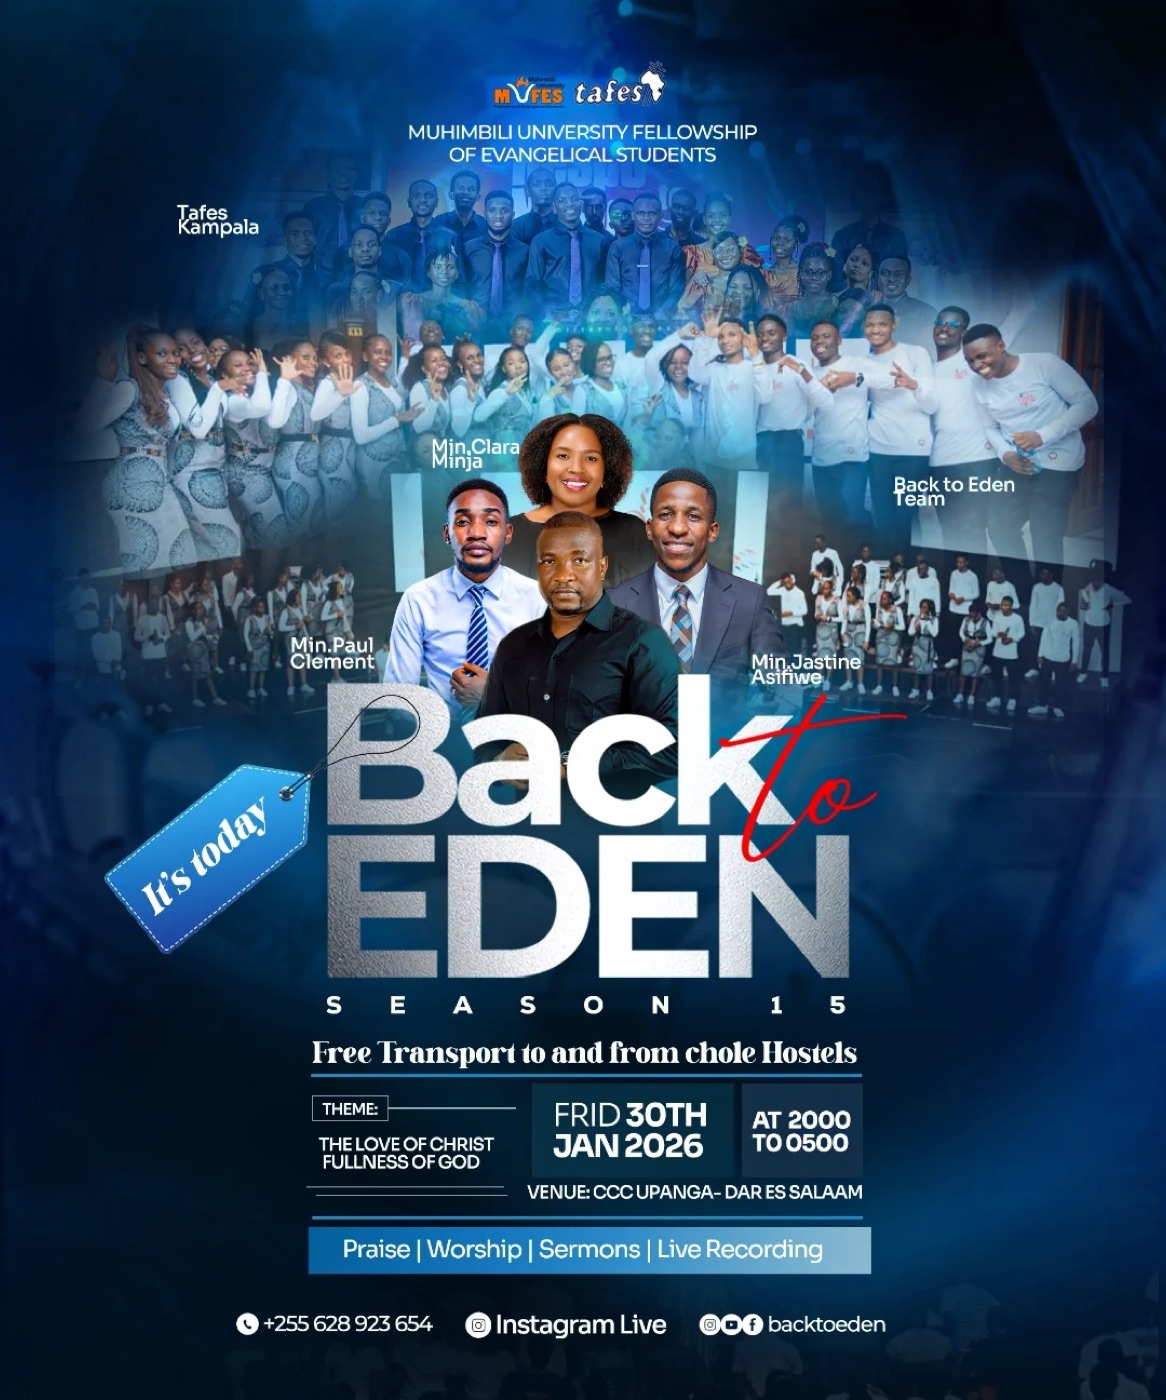 MUFES tafes
MUHIMBILI UNIVERSITY FELLOWSHIP
OF EVANGELICAL STUDENTS
Tafes
Kampala
Min.Clara
Minja
Back to Eden
Team
Min.Paul
Clement
Min.Jastine
Asifiwe
Back to
EDEN
It's today
SEASON 15
Free Transport to and from chole Hostels
THEME:
THE LOVE OF CHRIST
FULLNESS OF GOD
FRID 30TH
JAN 2026
AT 2000
TO 0500
VENUE: CCC UPANGA- DAR ES SALAAM
Praise | Worship | Sermons | Live Recording
+255 628 923 654 Instagram Live backtoeden